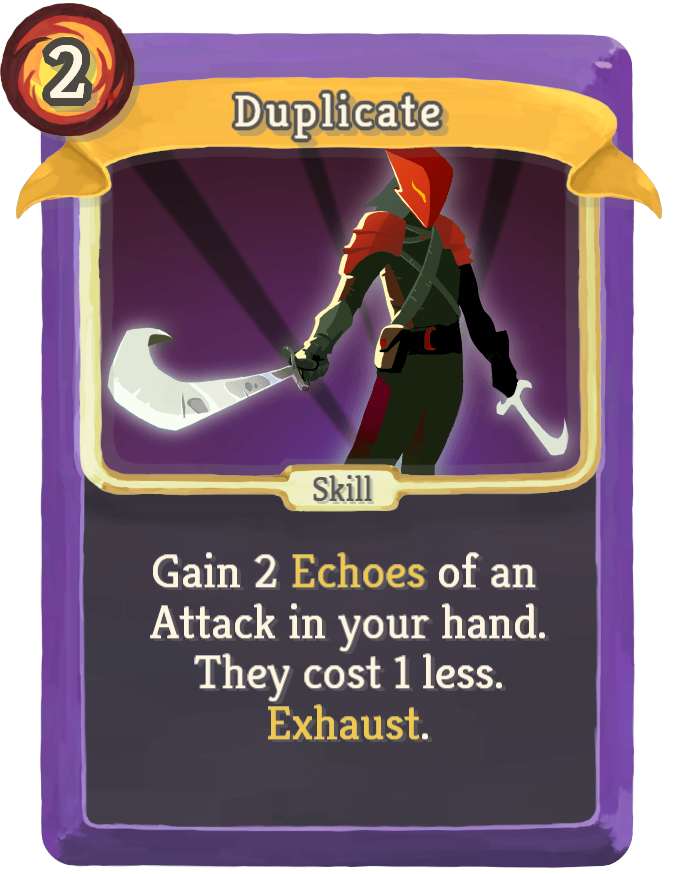 2
Duplicate
Skill
Gain 2 Echoes of an
Attack in your hand.
They cost 1 less.
Exhaust.